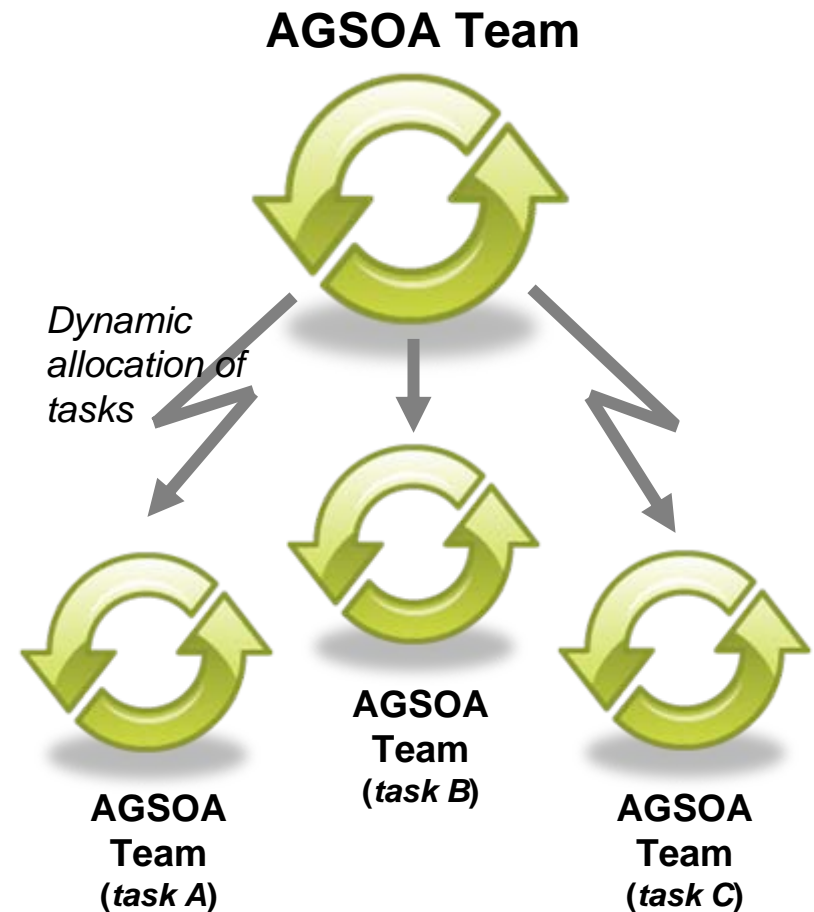 AGSOA Team
Dynamic
allocation of
tasks
AGSOA
Team
(task B)
AGSOA
Team
(task A)
AGSOA
Team
(task C)